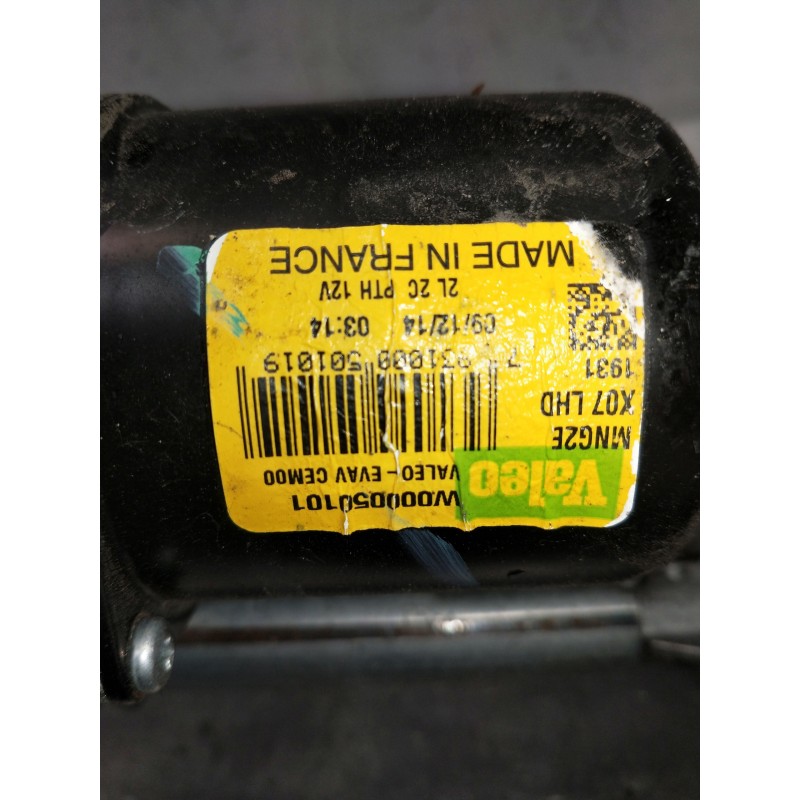 Valeo
W000050101
VALEO - EVAV CEM00
MNG2E
X07 LHD
1931
501019
09/12/14 03:14
2L 2C PTH 12V
MADE IN FRANCE